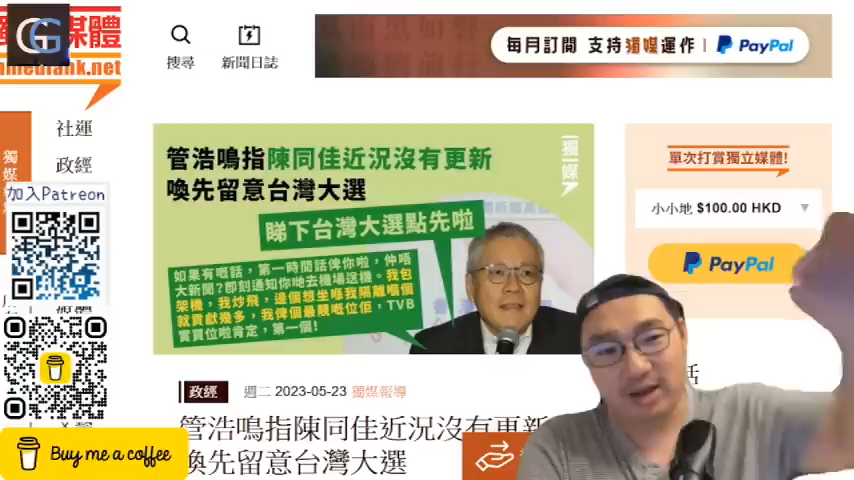 獨媒體
inmediahk.net
搜尋
新聞日誌
每月訂閱 支持獨媒運作 | PayPal
社運
政經
加入Patreon
管浩鳴指陳同佳近況沒有更新
喚先留意台灣大選
獨媒
睇下台灣大選點先啦
如果有嘅話，第一時間話俾你啦，仲唔
大新聞?即刻通知你哋去機場送機。我包
架機，我炒飛，邊個想坐喺我隔離嗰個
就貢獻幾多，我俾個最靚嘅位佢，TVB
實買位啦肯定，第一個!
單次打賞獨立媒體!
小小地 $100.00 HKD
PayPal
政經 週二 2023-05-23 獨媒報導
管浩鳴指陳同佳近況沒有更新
喚先留意台灣大選
Buy me a coffee